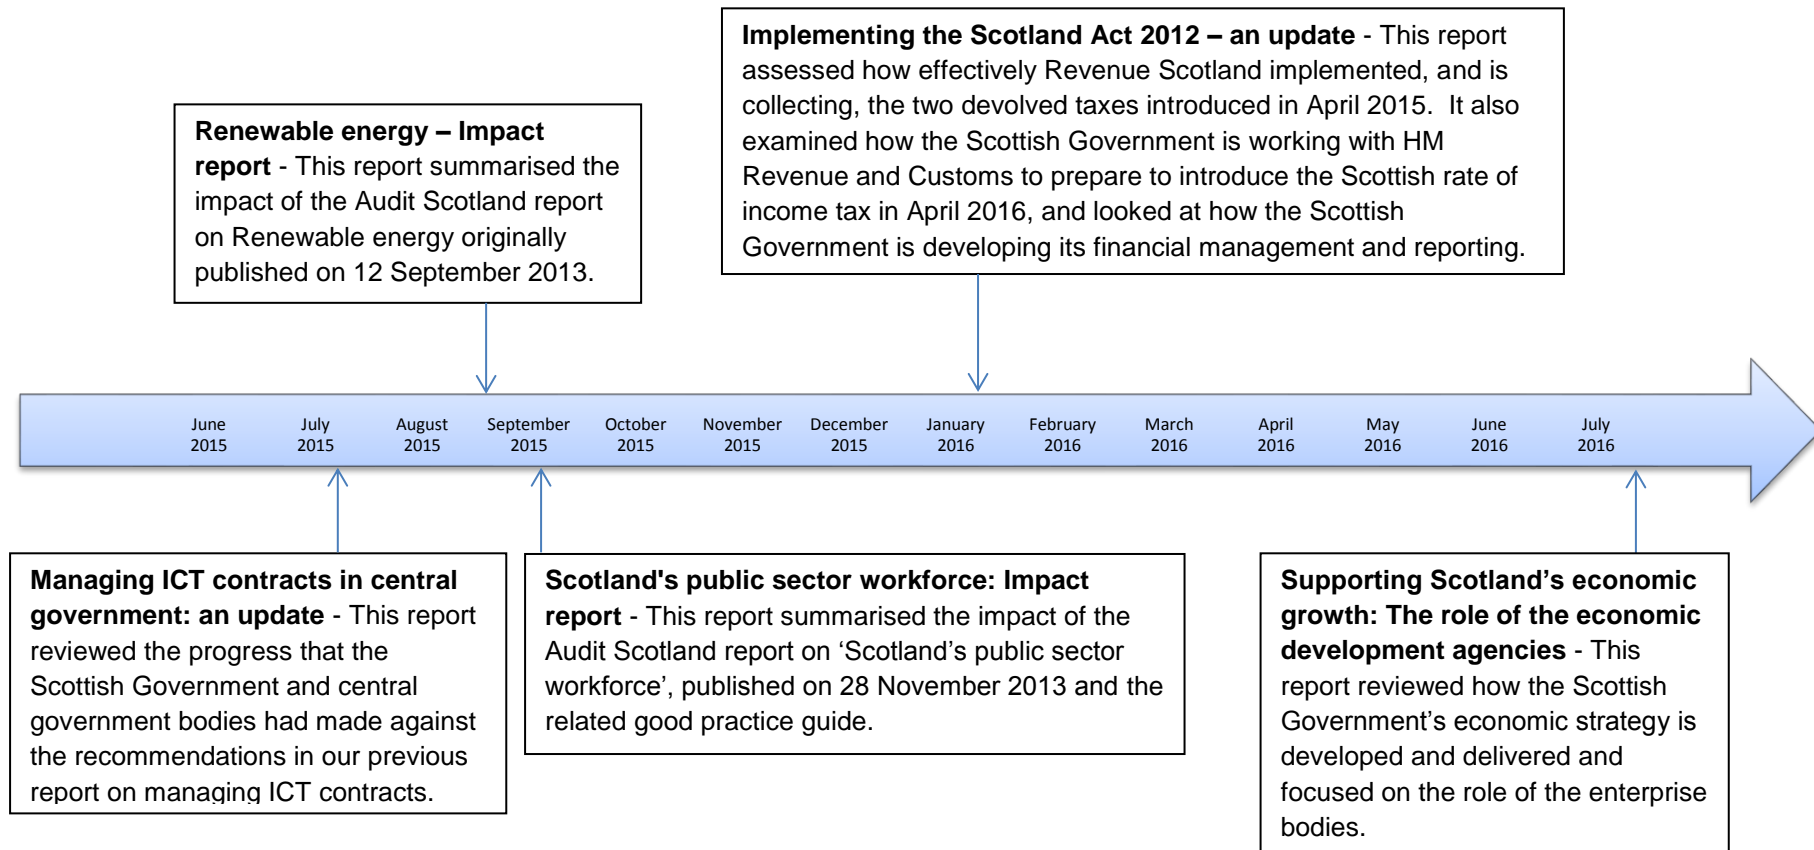 Implementing the Scotland Act 2012 – an update - This report
assessed how effectively Revenue Scotland implemented, and is
collecting, the two devolved taxes introduced in April 2015.  It also
examined how the Scottish Government is working with HM
Revenue and Customs to prepare to introduce the Scottish rate of
income tax in April 2016, and looked at how the Scottish
Government is developing its financial management and reporting.
Renewable energy – Impact
report - This report summarised the
impact of the Audit Scotland report
on Renewable energy originally
published on 12 September 2013.
June
2015
July
2015
August
2015
September
2015
October
2015
November
2015
December
2015
January
2016
February
2016
March
2016
April
2016
May
2016
June
2016
July
2016
Managing ICT contracts in central
government: an update - This report
reviewed the progress that the
Scottish Government and central
government bodies had made against
the recommendations in our previous
report on managing ICT contracts.
Scotland's public sector workforce: Impact
report - This report summarised the impact of the
Audit Scotland report on ‘Scotland’s public sector
workforce’, published on 28 November 2013 and the
related good practice guide.
Supporting Scotland’s economic
growth: The role of the economic
development agencies - This
report reviewed how the Scottish
Government’s economic strategy is
developed and delivered and
focused on the role of the enterprise
bodies.